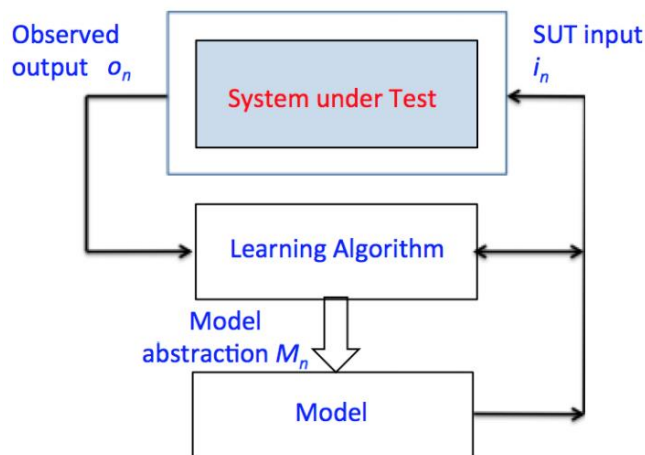 Observed
output o_n
SUT input
i_n
System under Test
Learning Algorithm
Model
abstraction M_n
Model